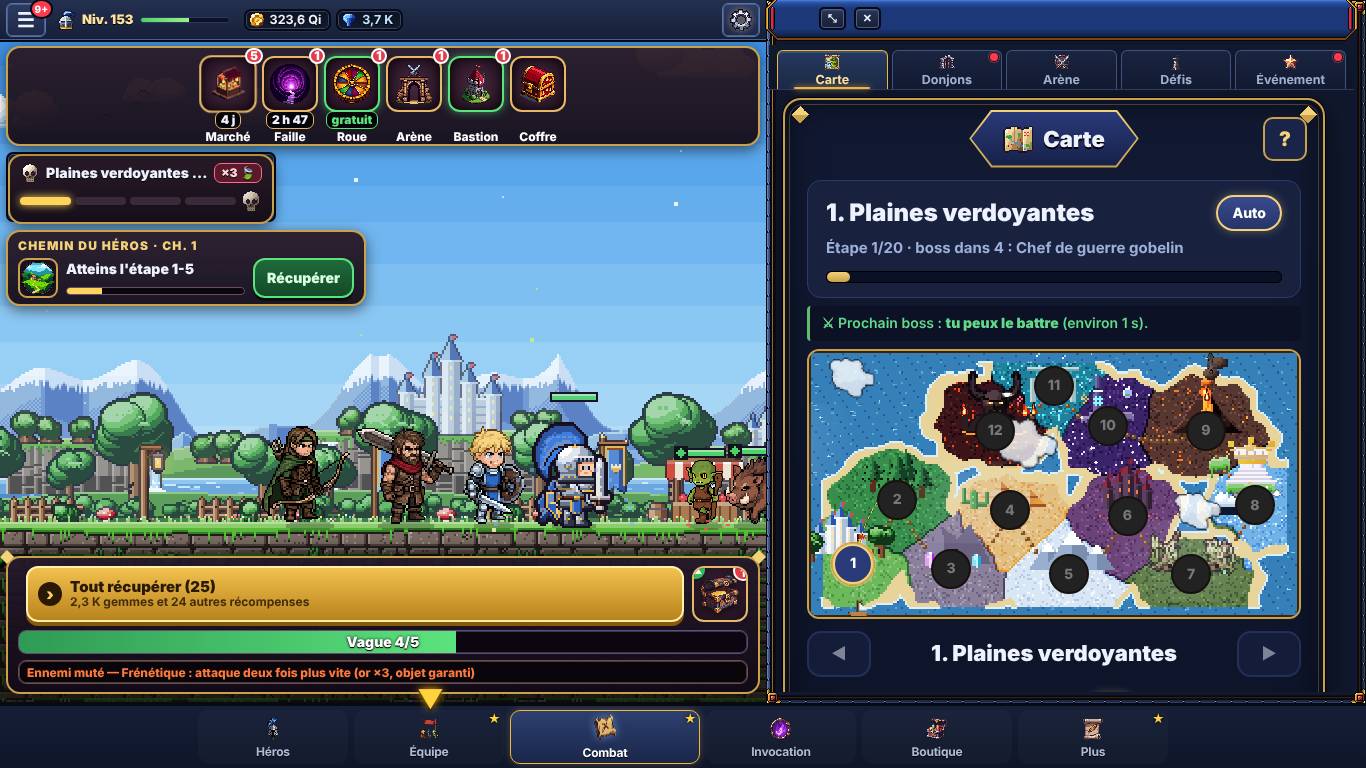 9+
Niv. 153
323,6 Qi
3,7 K
5
1
1
1
1
4 j
2 h 47
gratuit
Marché
Faille
Roue
Arène
Bastion
Coffre
Plaines verdoyantes ...
×3
CHEMIN DU HÉROS · CH. 1
Atteins l'étape 1-5
Récupérer
Tout récupérer (25)
2,3 K gemmes et 24 autres récompenses
Vague 4/5
Ennemi muté — Frénétique : attaque deux fois plus vite (or ×3, objet garanti)
Carte
Donjons
Arène
Défis
Événement
Carte
?
1. Plaines verdoyantes
Auto
Étape 1/20 · boss dans 4 : Chef de guerre gobelin
Prochain boss : tu peux le battre (environ 1 s).
11
12
10
9
2
4
6
8
1
3
5
7
1. Plaines verdoyantes
Héros
Équipe
Combat
Invocation
Boutique
Plus